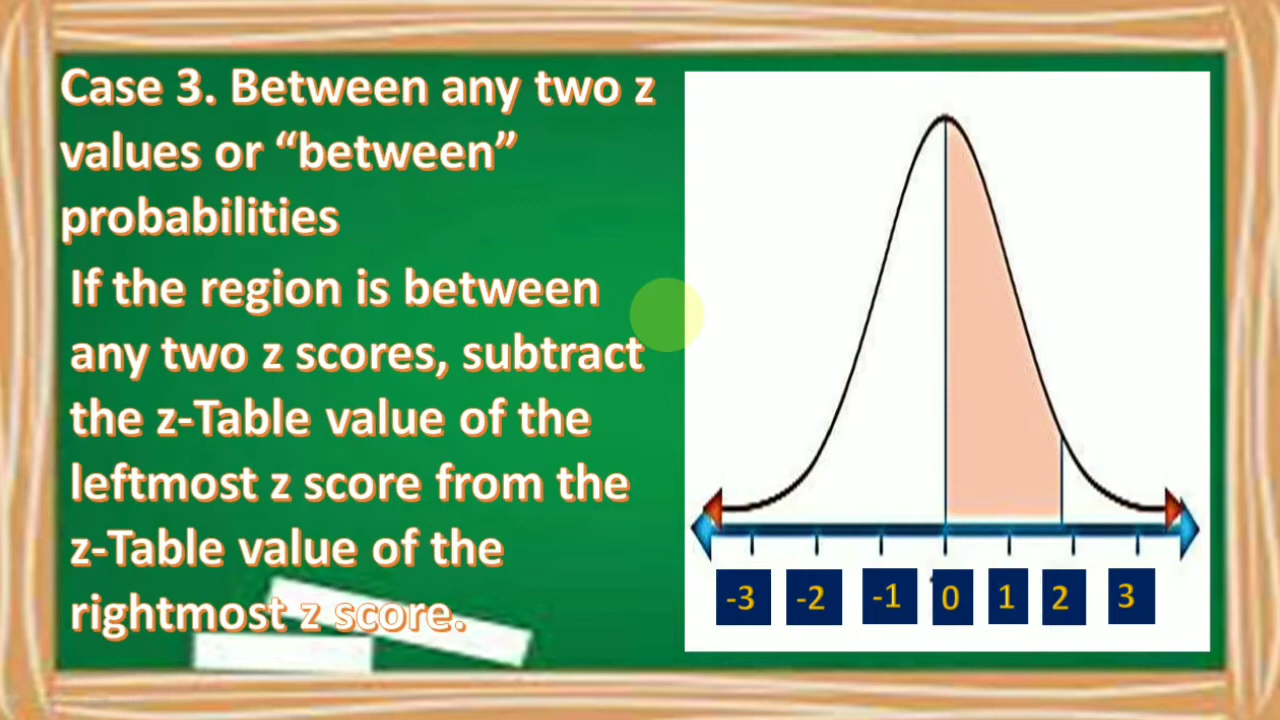 Case 3. Between any two z
values or “between”
probabilities
If the region is between
any two z scores, subtract
the z-Table value of the
leftmost z score from the
z-Table value of the
rightmost z score.
-3 -2 -1 0 1 2 3